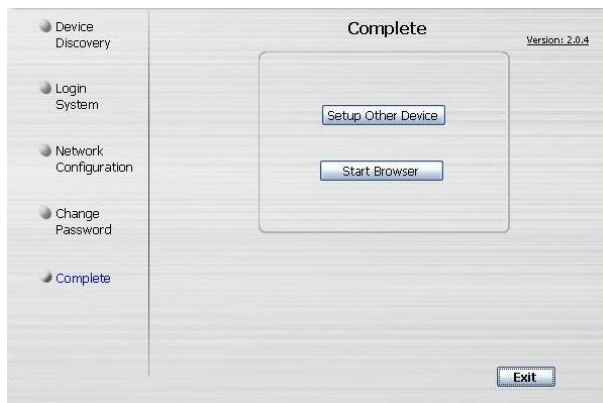 Device
Discovery
Login
System
Network
Configuration
Change
Password
Complete
Complete
Version: 2.0.4
Setup Other Device
Start Browser
Exit